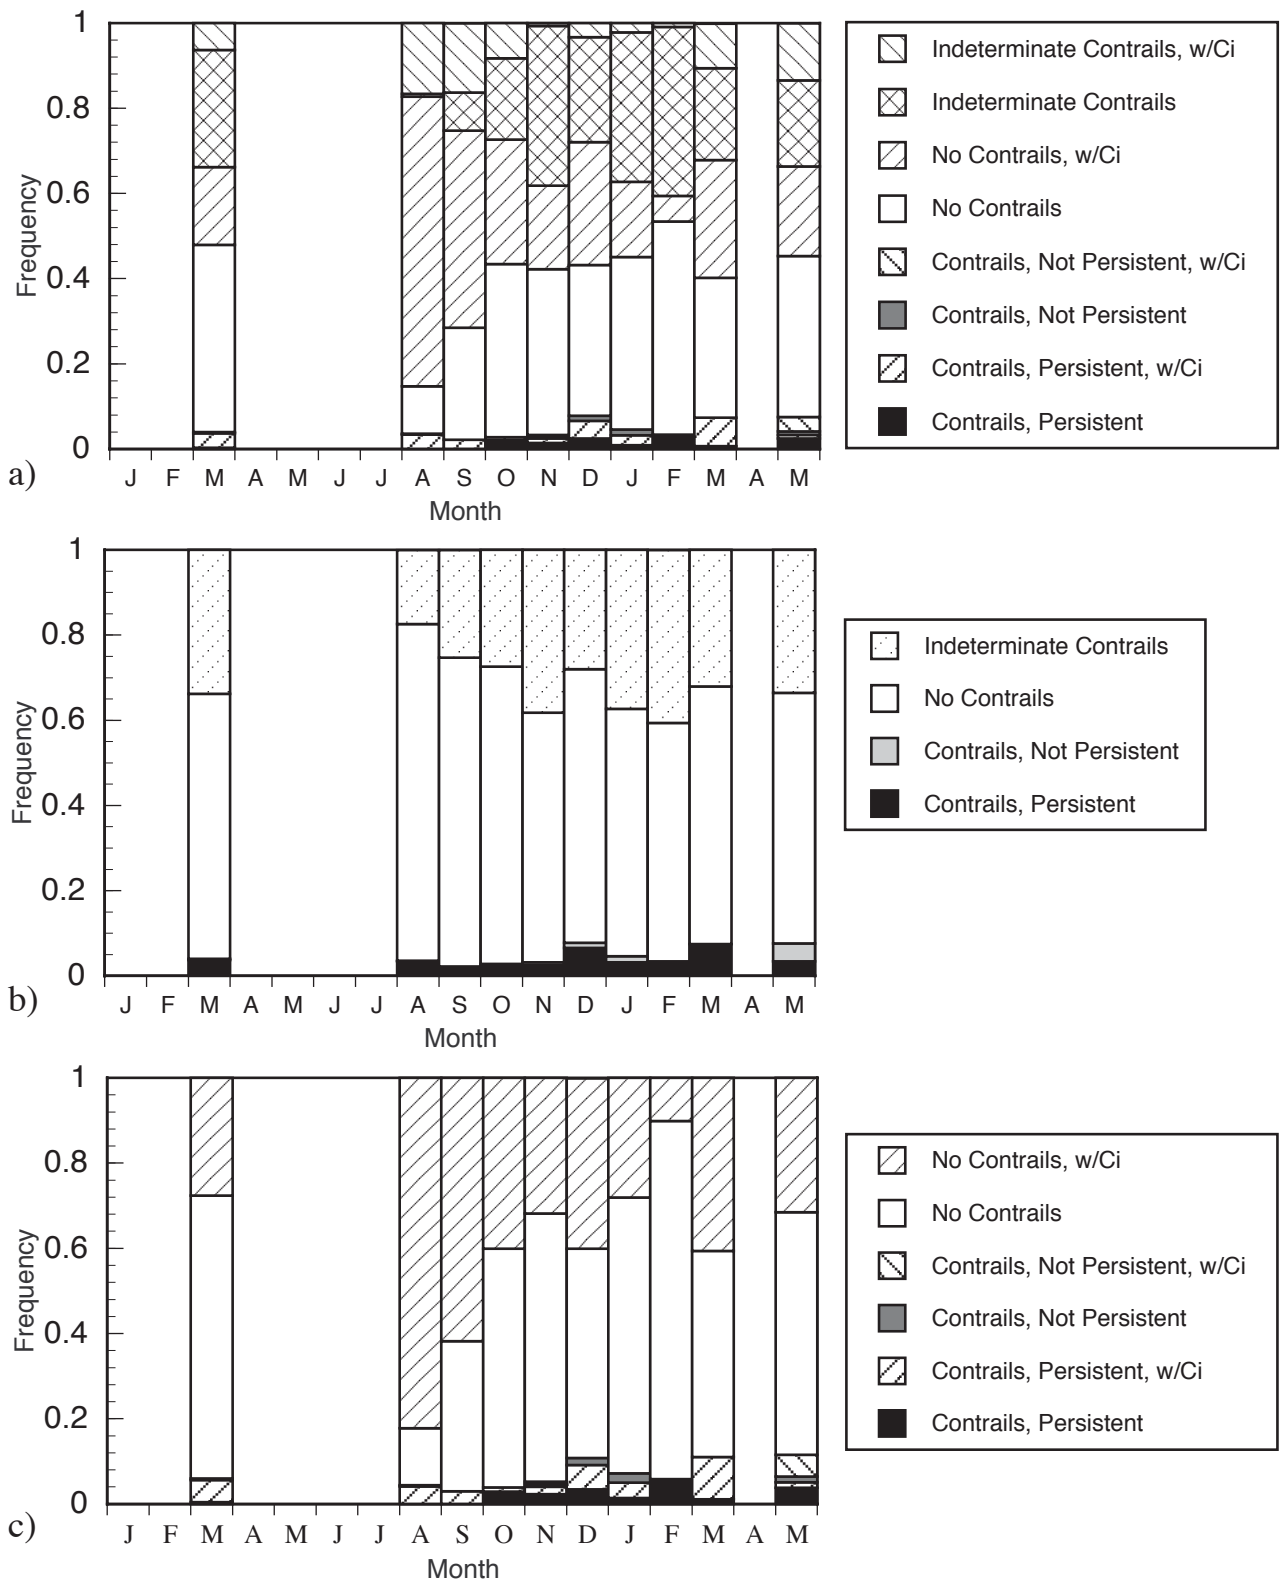 1
0.8
0.6
0.4
0.2
0
Frequency
J F M A M J J A S O N D J F M A M
Month
a)
Indeterminate Contrails, w/Ci
Indeterminate Contrails
No Contrails, w/Ci
No Contrails
Contrails, Not Persistent, w/Ci
Contrails, Not Persistent
Contrails, Persistent, w/Ci
Contrails, Persistent
1
0.8
0.6
0.4
0.2
0
Frequency
J F M A M J J A S O N D J F M A M
Month
b)
Indeterminate Contrails
No Contrails
Contrails, Not Persistent
Contrails, Persistent
1
0.8
0.6
0.4
0.2
0
Frequency
J F M A M J J A S O N D J F M A M
Month
c)
No Contrails, w/Ci
No Contrails
Contrails, Not Persistent, w/Ci
Contrails, Not Persistent
Contrails, Persistent, w/Ci
Contrails, Persistent